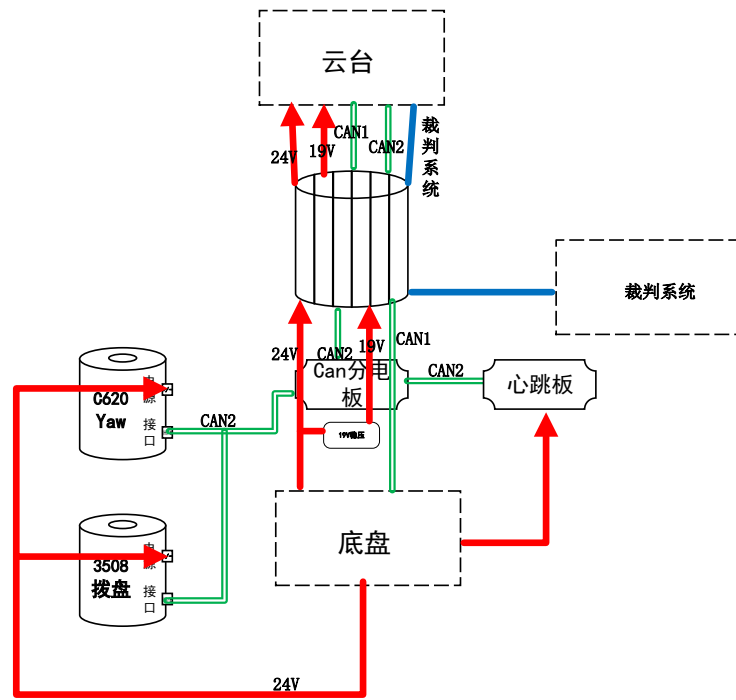 云台
24V
19V
CAN1
CAN2
裁判系统
裁判系统
24V
CAN2
19V
CAN1
Can分电
板
CAN2
心跳板
19V稳压
C620
Yaw
电源
接口
CAN2
3508
拨盘
电源
接口
底盘
24V